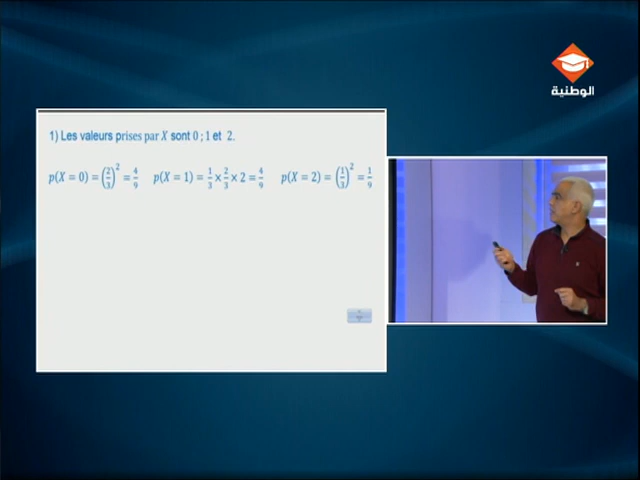 الوطنية
1) Les valeurs prises par X sont 0 ; 1 et 2.
p(X = 0) = (2/3)² = 4/9 p(X = 1) = 1/3 × 2/3 × 2 = 4/9 p(X = 2) = (1/3)² = 1/9